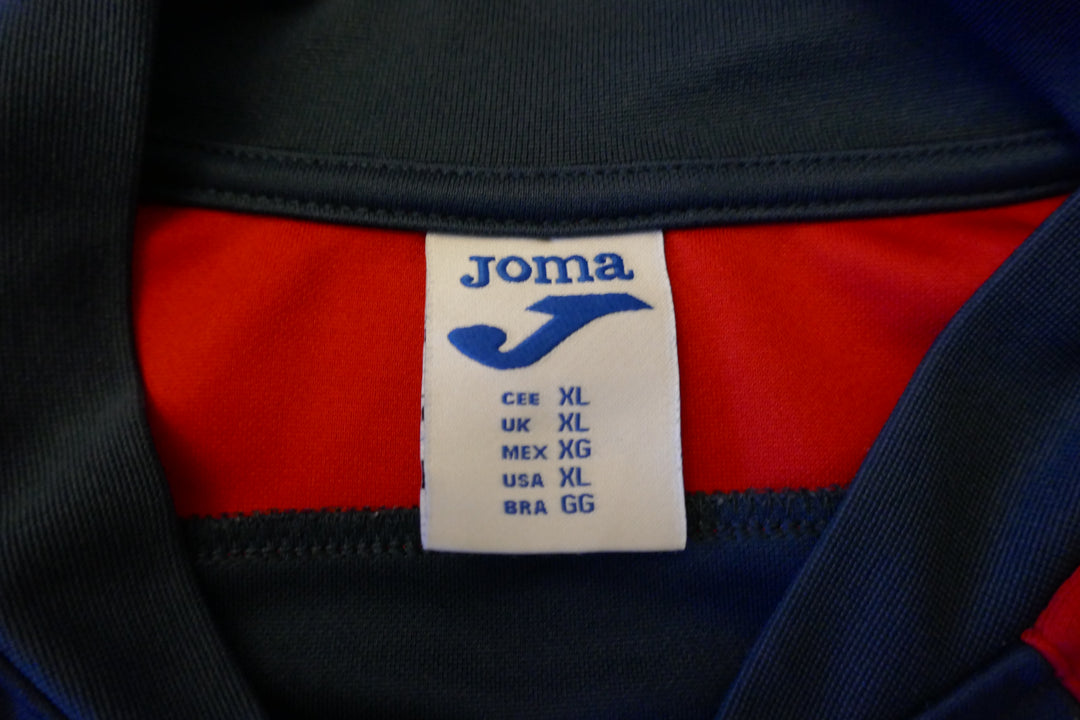 Joma
CEE XL
UK XL
MEX XG
USA XL
BRA GG